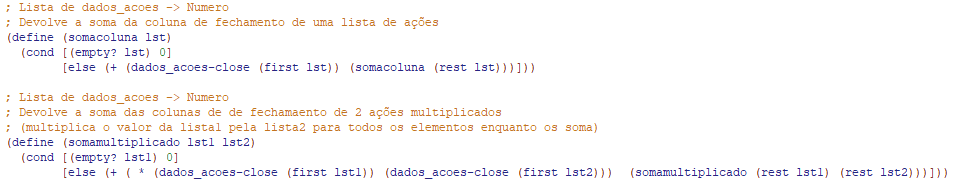 ; Lista de dados_acoes -> Numero
; Devolve a soma da coluna de fechamento de uma lista de ações
(define (somacoluna lst)
  (cond [(empty? lst) 0]
        [else (+ (dados_acoes-close (first lst)) (somacoluna (rest lst)))]))

; Lista de dados_acoes -> Numero
; Devolve a soma das colunas de de fechamaento de 2 ações multiplicados
; (multiplica o valor da lista1 pela lista2 para todos os elementos enquanto os soma)
(define (somamultiplicado lst1 lst2)
  (cond [(empty? lst1) 0]
        [else (+ ( * (dados_acoes-close (first lst1)) (dados_acoes-close (first lst2)))  (somamultiplicado (rest lst1) (rest lst2)))]))